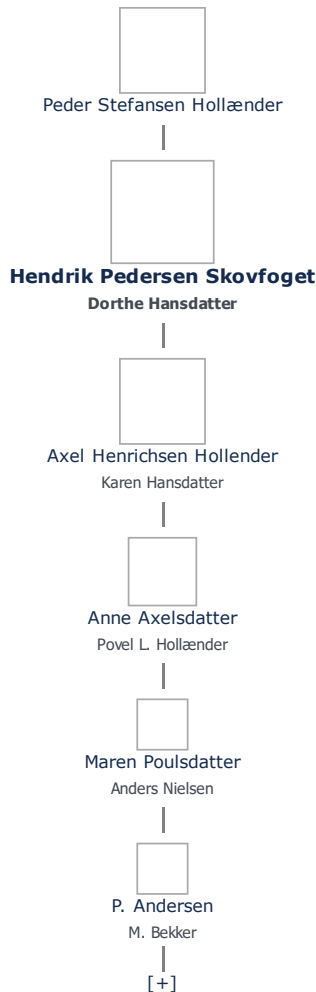 Peder Stefansen Hollænder
Hendrik Pedersen Skovfoget
Dorthe Hansdatter
Axel Henrichsen Hollender
Karen Hansdatter
Anne Axelsdatter
Povel L. Hollænder
Maren Poulsdatter
Anders Nielsen
P. Andersen
M. Bekker
[+]